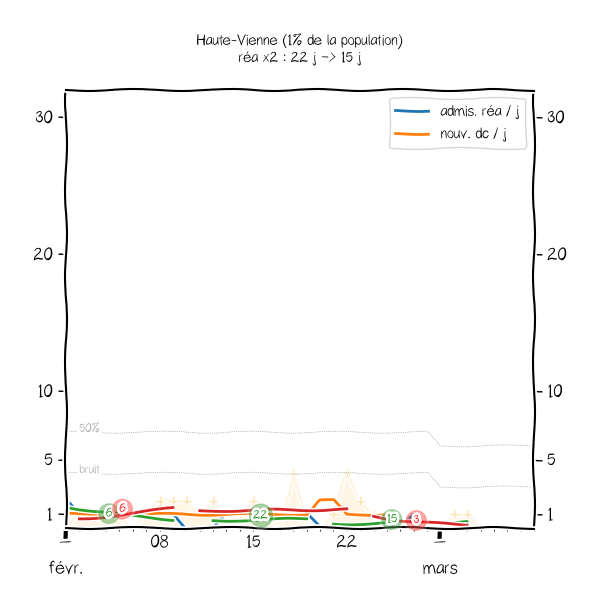 Haute-Vienne (1% de la population)
réa x2 : 22 j -> 15 j
admis. réa / j
nouv. dc / j
30
30
20
20
10
10
50%
bruit
5
5
1
1
6
6
22
15
3
08
15
22
févr.
mars